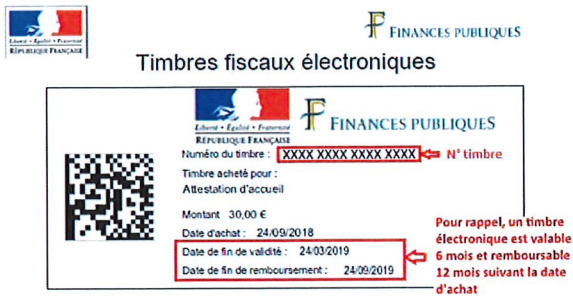 Liberté • Égalité • Fraternité
RÉPUBLIQUE FRANÇAISE
FINANCES PUBLIQUES
Timbres fiscaux électroniques
Liberté • Égalité • Fraternité
RÉPUBLIQUE FRANÇAISE
FINANCES PUBLIQUES
Numéro du timbre : XXXX XXXX XXXX XXXX N° timbre
Timbre acheté pour :
Attestation d'accueil
Montant 30,00 €
Date d'achat : 24/09/2018
Date de fin de validité : 24/03/2019
Date de fin de remboursement : 24/09/2019
Pour rappel, un timbre
électronique est valable
6 mois et remboursable
12 mois suivant la date
d'achat